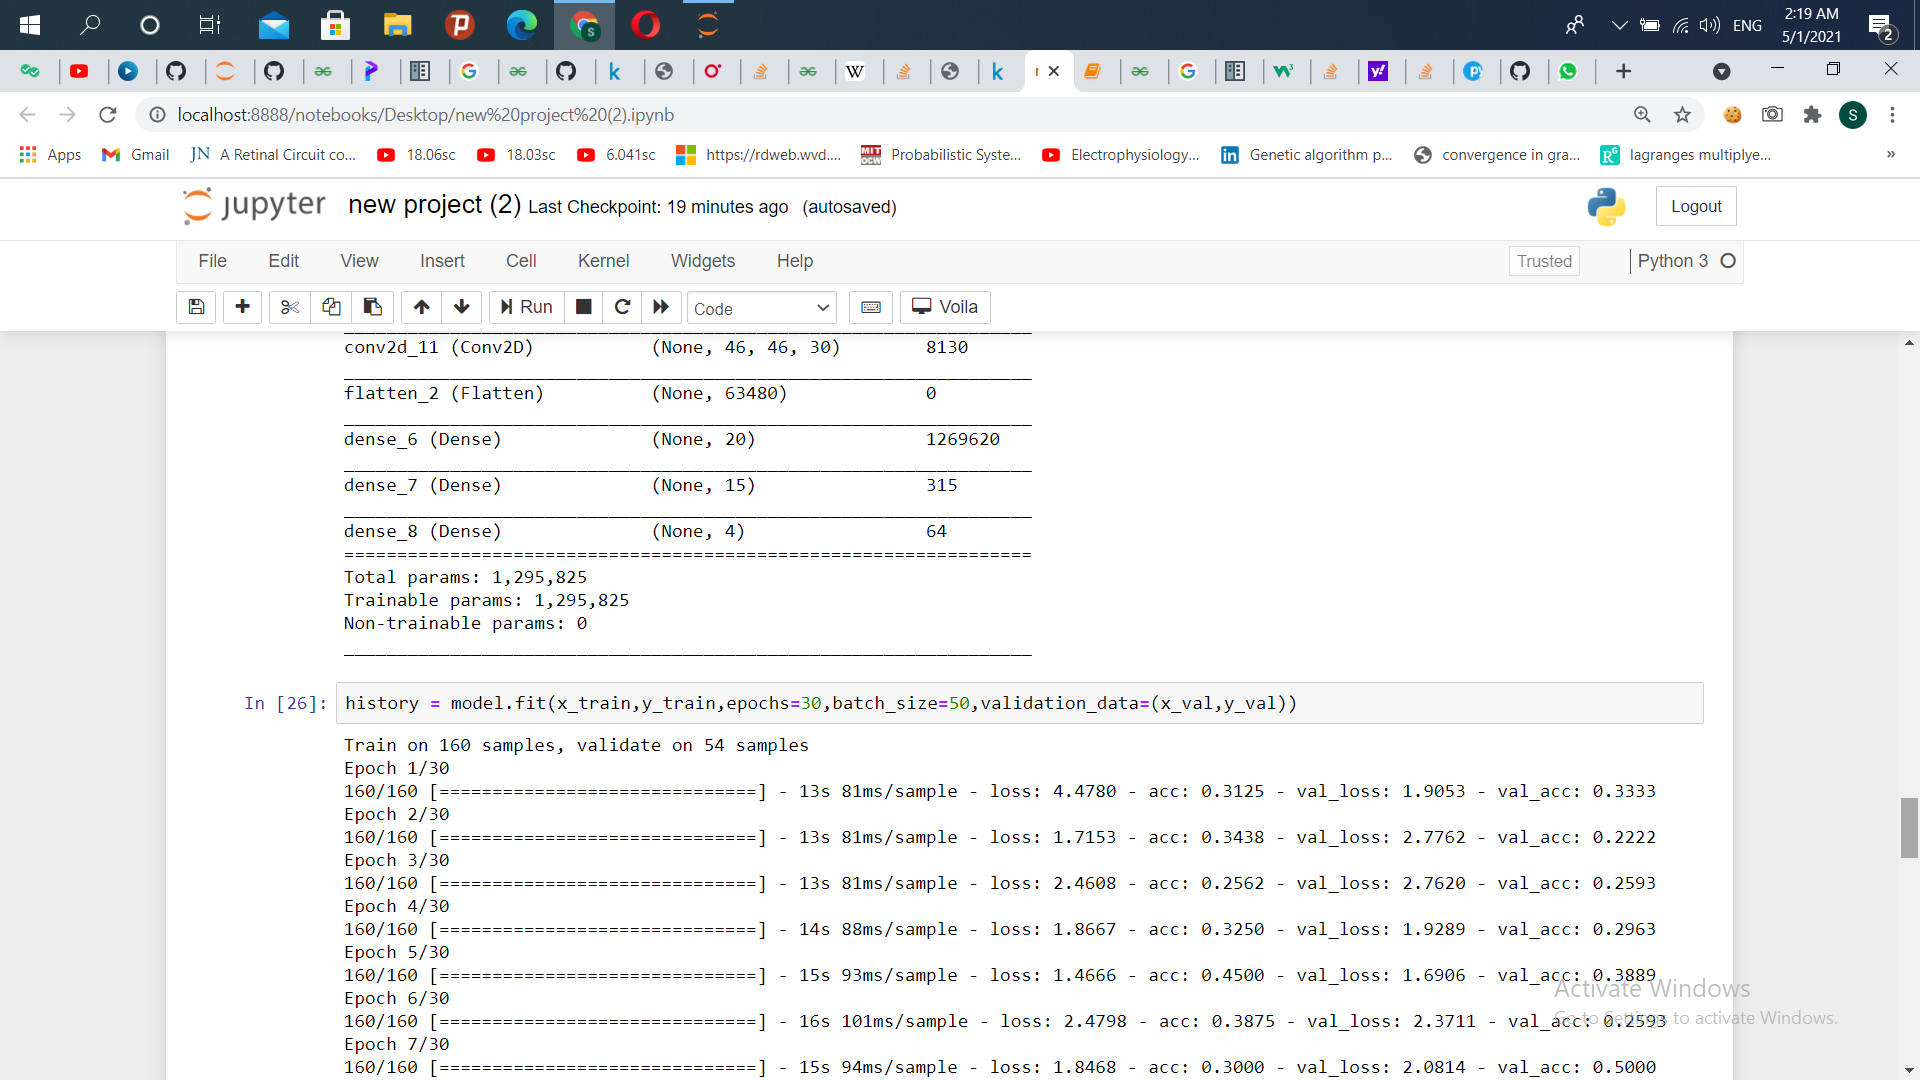 ENG
2:19 AM
5/1/2021
2
localhost:8888/notebooks/Desktop/new%20project%20(2).ipynb
S
Apps
Gmail
JN A Retinal Circuit co...
18.06sc
18.03sc
6.041sc
https://rdweb.wvd....
MIT OCW Probabilistic Syste...
Electrophysiology...
in Genetic algorithm p...
convergence in gra...
lagranges multiplye...
»
jupyter new project (2) Last Checkpoint: 19 minutes ago (autosaved)
Logout
File Edit View Insert Cell Kernel Widgets Help
Trusted
Python 3
Run
Code
Voila
conv2d_11 (Conv2D) (None, 46, 46, 30) 8130
flatten_2 (Flatten) (None, 63480) 0
dense_6 (Dense) (None, 20) 1269620
dense_7 (Dense) (None, 15) 315
dense_8 (Dense) (None, 4) 64
Total params: 1,295,825
Trainable params: 1,295,825
Non-trainable params: 0
In [26]: history = model.fit(x_train,y_train,epochs=30,batch_size=50,validation_data=(x_val,y_val))
Train on 160 samples, validate on 54 samples
Epoch 1/30
160/160 [==============================] - 13s 81ms/sample - loss: 4.4780 - acc: 0.3125 - val_loss: 1.9053 - val_acc: 0.3333
Epoch 2/30
160/160 [==============================] - 13s 81ms/sample - loss: 1.7153 - acc: 0.3438 - val_loss: 2.7762 - val_acc: 0.2222
Epoch 3/30
160/160 [==============================] - 13s 81ms/sample - loss: 2.4608 - acc: 0.2562 - val_loss: 2.7620 - val_acc: 0.2593
Epoch 4/30
160/160 [==============================] - 14s 88ms/sample - loss: 1.8667 - acc: 0.3250 - val_loss: 1.9289 - val_acc: 0.2963
Epoch 5/30
160/160 [==============================] - 15s 93ms/sample - loss: 1.4666 - acc: 0.4500 - val_loss: 1.6906 - val_acc: 0.3889
Activate Windows
Epoch 6/30
160/160 [==============================] - 16s 101ms/sample - loss: 2.4798 - acc: 0.3875 - val_loss: 2.3711 - val_acc: 0.2593
Go to Settings to activate Windows.
Epoch 7/30
160/160 [==============================] - 15s 94ms/sample - loss: 1.8468 - acc: 0.3000 - val_loss: 2.0814 - val_acc: 0.5000